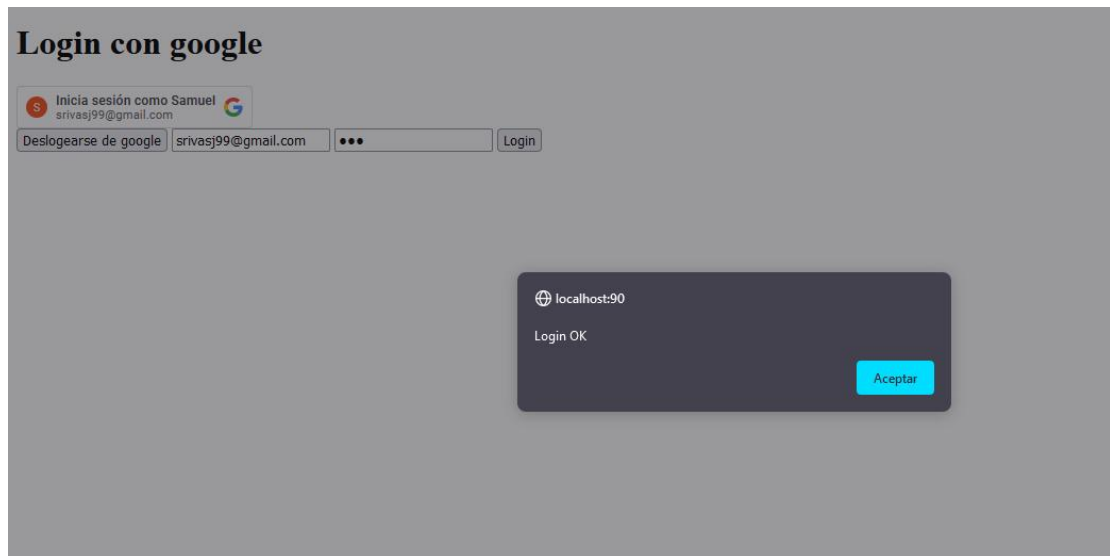 Login con google
S Inicia sesión como Samuel
srivasj99@gmail.com
Deslogearse de google srivasj99@gmail.com ●●● Login
localhost:90
Login OK
Aceptar